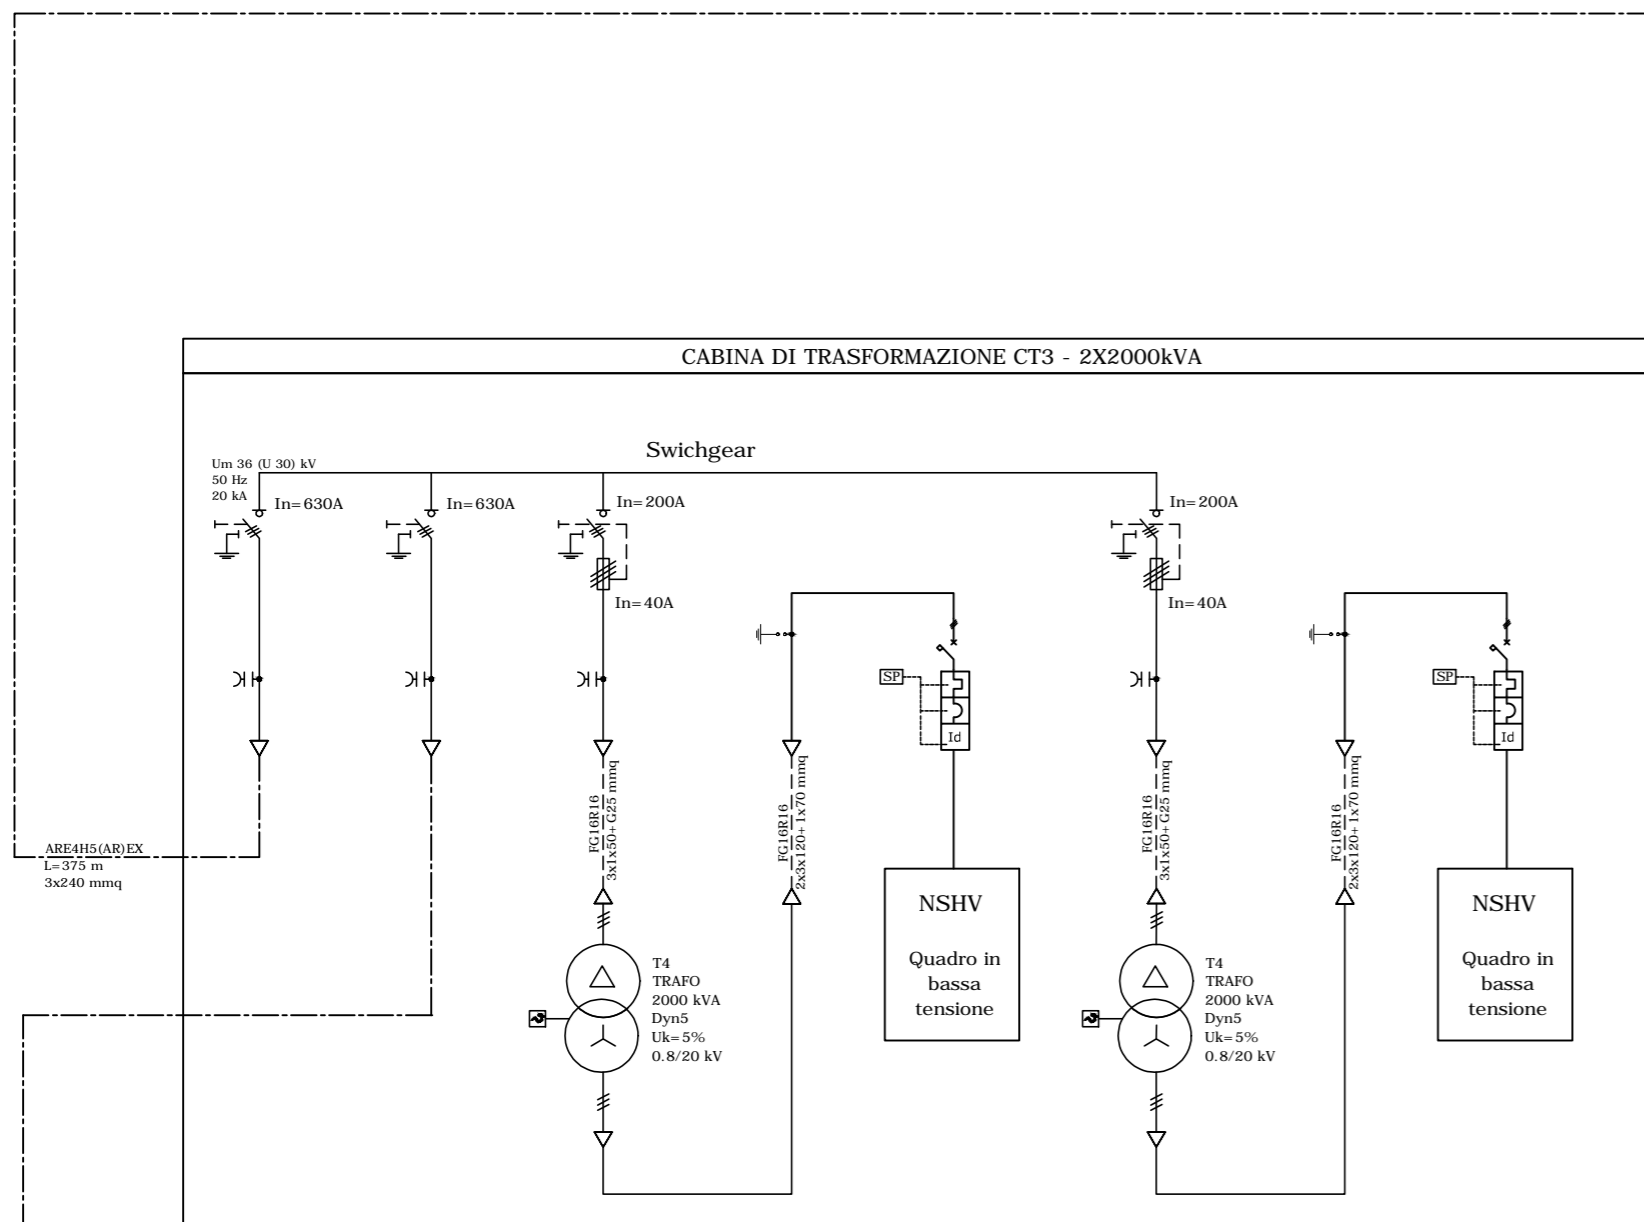 CABINA DI TRASFORMAZIONE CT3 - 2X2000kVA
Swichgear
Um 36 (U 30) kV
50 Hz
20 kA
In=630A
In=630A
In=200A
In=200A
In=40A
In=40A
SP
Id
SP
Id
ARE4H5(AR)EX
L=375 m
3x240 mmq
FG16R16
3x1x50+G25 mmq
FG16R16
2x3x120+1x70 mmq
FG16R16
3x1x50+G25 mmq
FG16R16
2x3x120+1x70 mmq
NSHV
Quadro in
bassa
tensione
NSHV
Quadro in
bassa
tensione
T4
TRAFO
2000 kVA
Dyn5
Uk=5%
0.8/20 kV
T4
TRAFO
2000 kVA
Dyn5
Uk=5%
0.8/20 kV